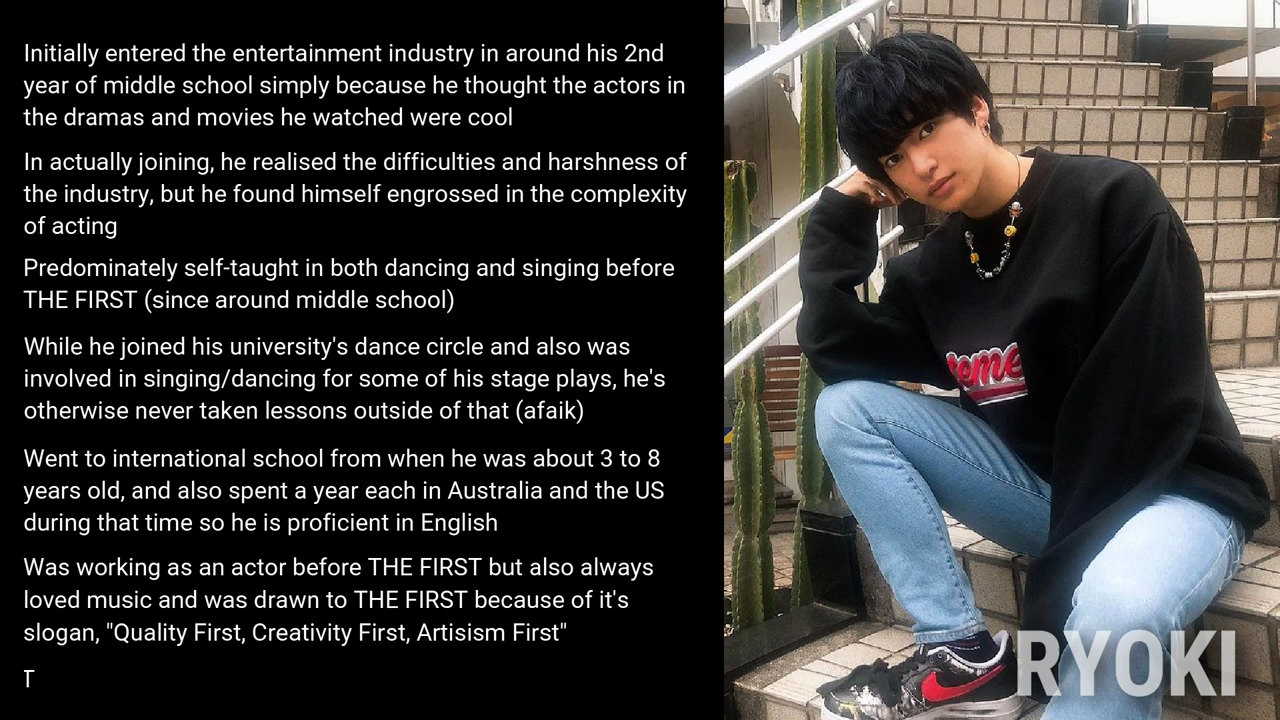 Initially entered the entertainment industry in around his 2nd
year of middle school simply because he thought the actors in
the dramas and movies he watched were cool
In actually joining, he realised the difficulties and harshness of
the industry, but he found himself engrossed in the complexity
of acting
Predominately self-taught in both dancing and singing before
THE FIRST (since around middle school)
While he joined his university's dance circle and also was
involved in singing/dancing for some of his stage plays, he's
otherwise never taken lessons outside of that (afaik)
Went to international school from when he was about 3 to 8
years old, and also spent a year each in Australia and the US
during that time so he is proficient in English
Was working as an actor before THE FIRST but also always
loved music and was drawn to THE FIRST because of it's
slogan, "Quality First, Creativity First, Artisism First"
T
RYOKI